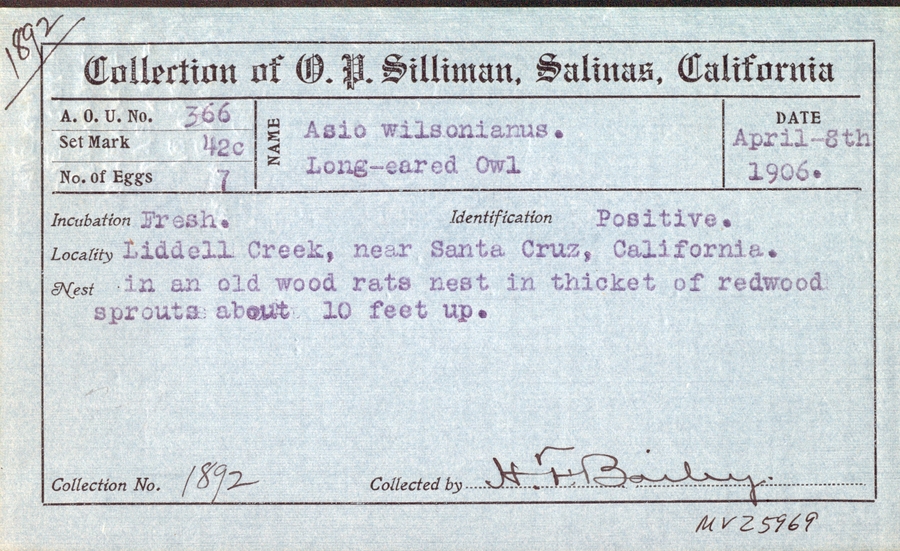 1892
Collection of O. P. Silliman, Salinas, California
A. O. U. No. 366
Set Mark 42c
No. of Eggs 7
NAME
Asio wilsonianus.
Long-eared Owl
DATE
April-8th
1906.
Incubation Fresh. Identification Positive.
Locality Liddell Creek, near Santa Cruz, California.
Nest in an old wood rats nest in thicket of redwood
sprouts about 10 feet up.
Collection No. 1892 Collected by H. F. Bailey.
MVZ5969